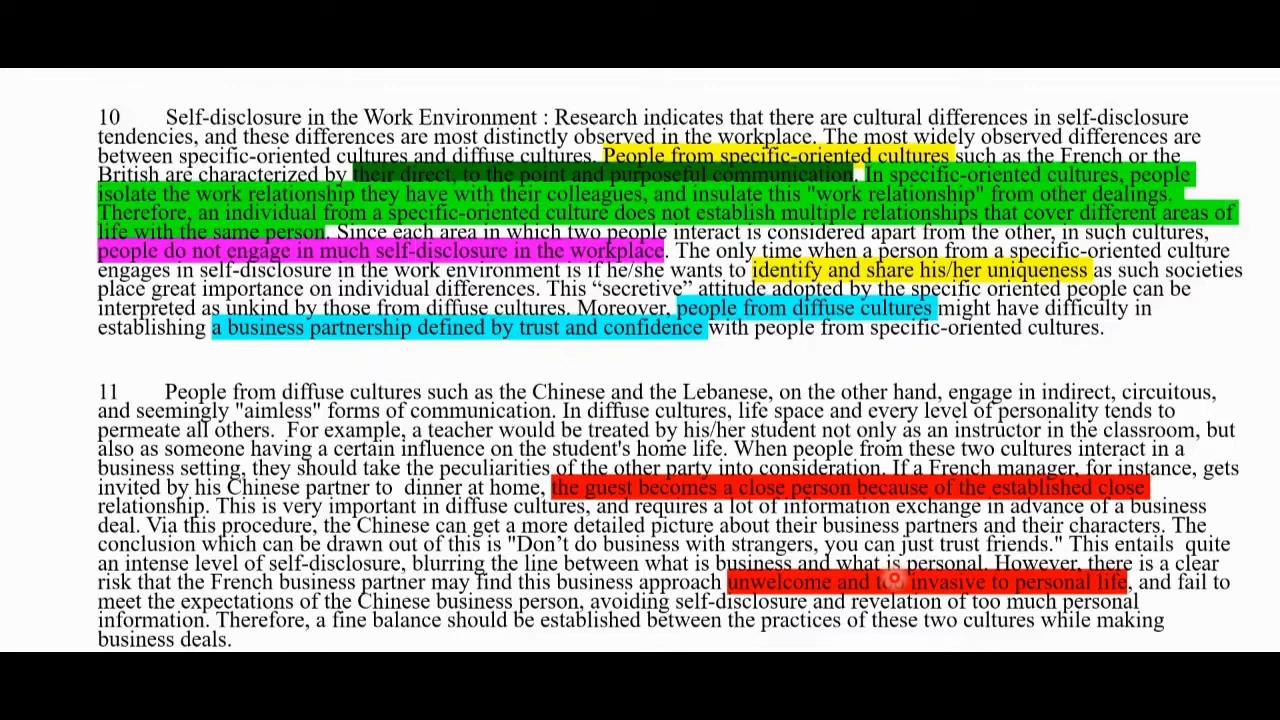 10 Self-disclosure in the Work Environment : Research indicates that there are cultural differences in self-disclosure
tendencies, and these differences are most distinctly observed in the workplace. The most widely observed differences are
between specific-oriented cultures and diffuse cultures. People from specific-oriented cultures such as the French or the
British are characterized by their direct, to the point and purposeful communication. In specific-oriented cultures, people
isolate the work relationship they have with their colleagues, and insulate this "work relationship" from other dealings.
Therefore, an individual from a specific-oriented culture does not establish multiple relationships that cover different areas of
life with the same person. Since each area in which two people interact is considered apart from the other, in such cultures,
people do not engage in much self-disclosure in the workplace. The only time when a person from a specific-oriented culture
engages in self-disclosure in the work environment is if he/she wants to identify and share his/her uniqueness as such societies
place great importance on individual differences. This “secretive” attitude adopted by the specific oriented people can be
interpreted as unkind by those from diffuse cultures. Moreover, people from diffuse cultures might have difficulty in
establishing a business partnership defined by trust and confidence with people from specific-oriented cultures.
11 People from diffuse cultures such as the Chinese and the Lebanese, on the other hand, engage in indirect, circuitous,
and seemingly "aimless" forms of communication. In diffuse cultures, life space and every level of personality tends to
permeate all others. For example, a teacher would be treated by his/her student not only as an instructor in the classroom, but
also as someone having a certain influence on the student's home life. When people from these two cultures interact in a
business setting, they should take the peculiarities of the other party into consideration. If a French manager, for instance, gets
invited by his Chinese partner to dinner at home, the guest becomes a close person because of the established close
relationship. This is very important in diffuse cultures, and requires a lot of information exchange in advance of a business
deal. Via this procedure, the Chinese can get a more detailed picture about their business partners and their characters. The
conclusion which can be drawn out of this is "Don’t do business with strangers, you can just trust friends." This entails quite
an intense level of self-disclosure, blurring the line between what is business and what is personal. However, there is a clear
risk that the French business partner may find this business approach unwelcome and too invasive to personal life, and fail to
meet the expectations of the Chinese business person, avoiding self-disclosure and revelation of too much personal
information. Therefore, a fine balance should be established between the practices of these two cultures while making
business deals.